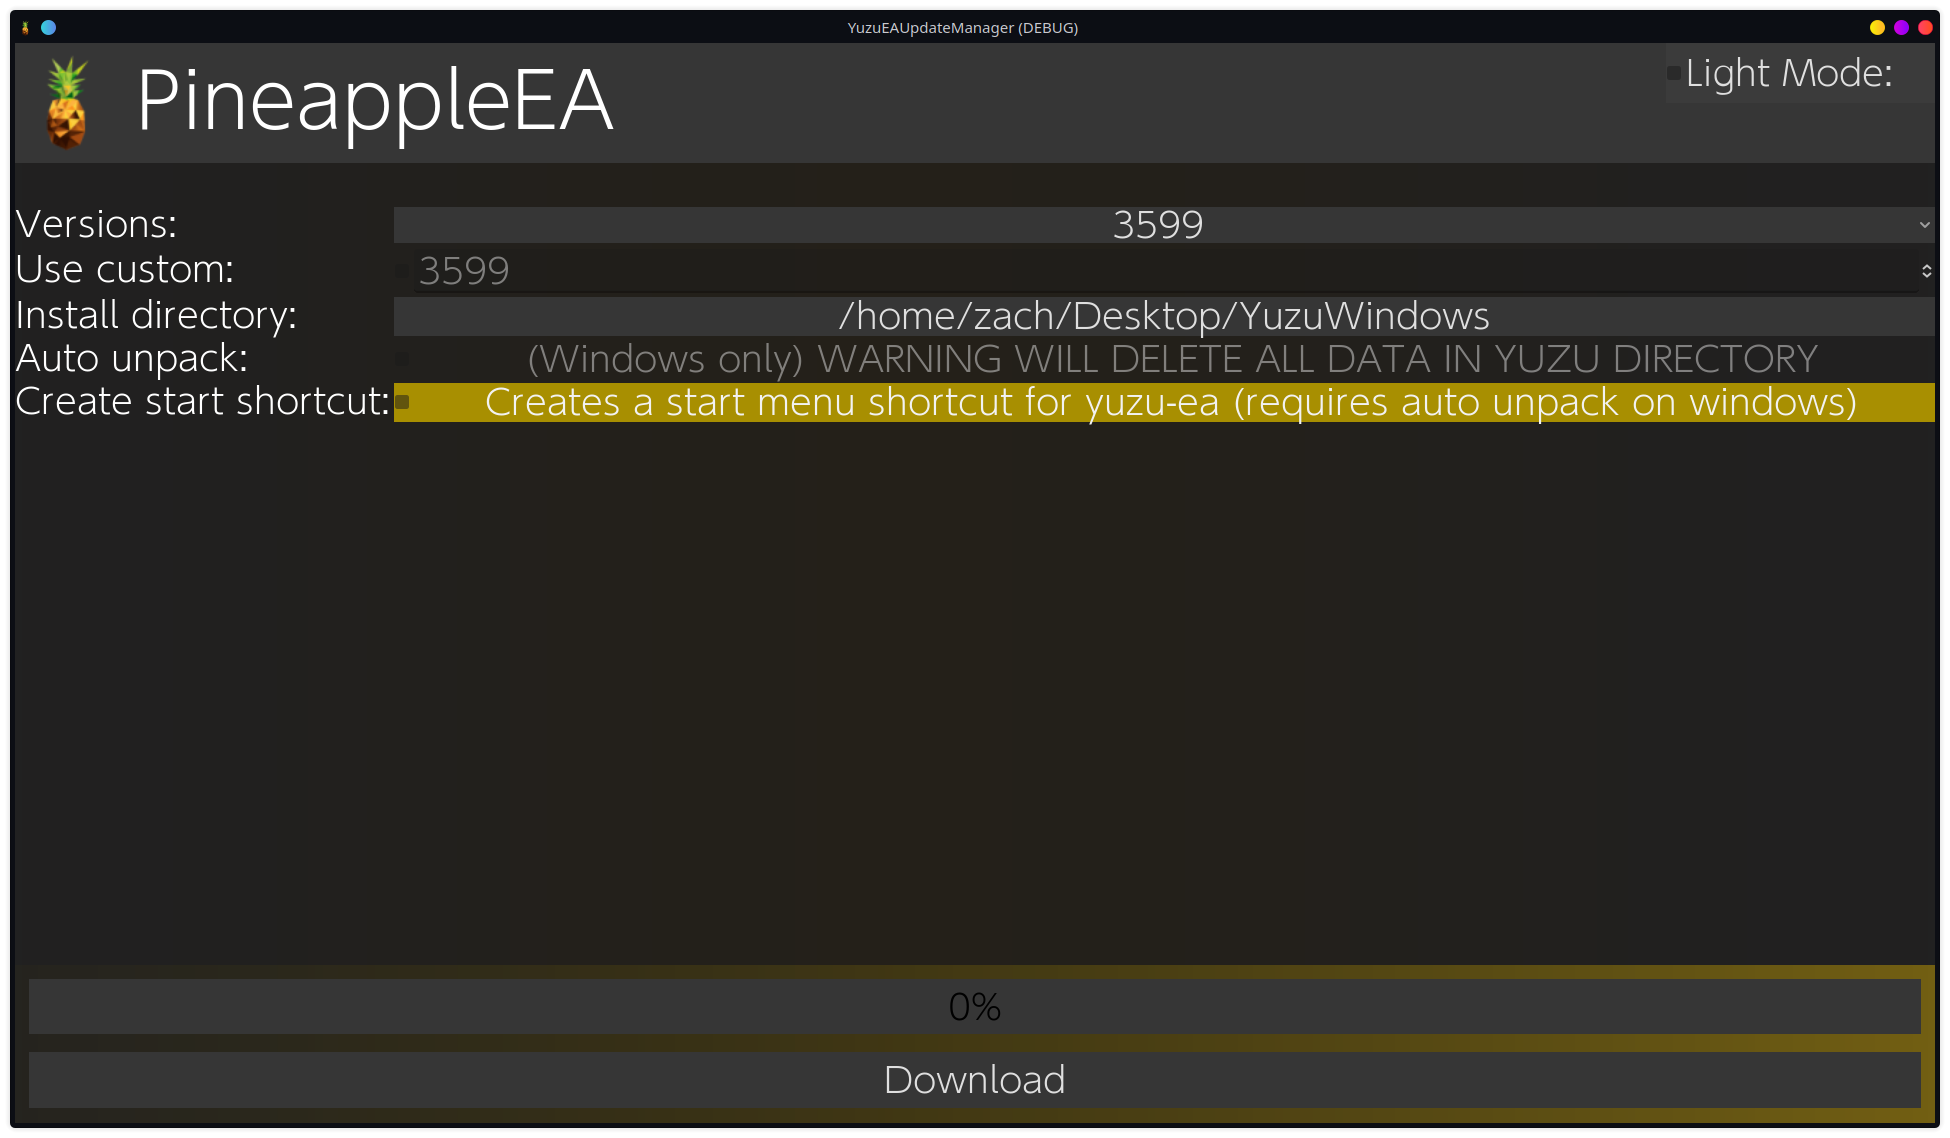 YuzuEAUpdateManager (DEBUG)
PineappleEA
Light Mode:
Versions:
3599
Use custom:
3599
Install directory:
/home/zach/Desktop/YuzuWindows
Auto unpack:
(Windows only) WARNING WILL DELETE ALL DATA IN YUZU DIRECTORY
Create start shortcut:
Creates a start menu shortcut for yuzu-ea (requires auto unpack on windows)
0%
Download